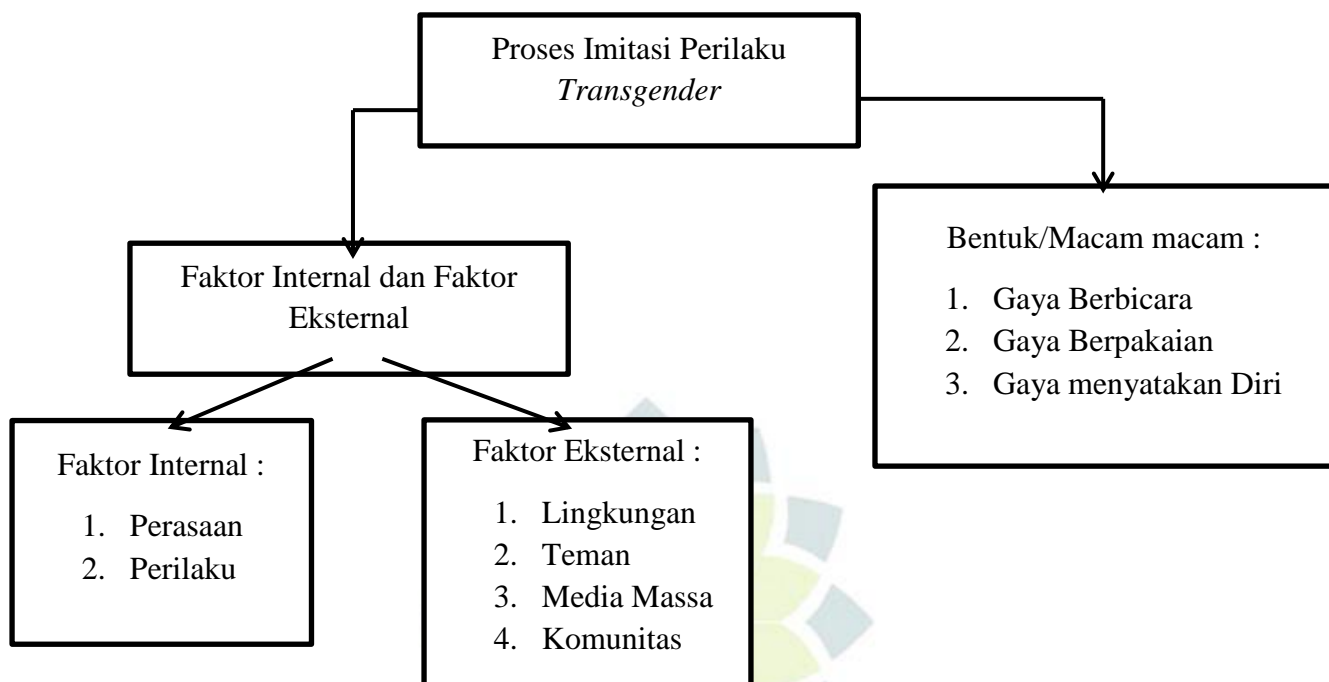 Proses Imitasi Perilaku
Transgender
Faktor Internal dan Faktor
Eksternal
Bentuk/Macam macam :
1. Gaya Berbicara
2. Gaya Berpakaian
3. Gaya menyatakan Diri
Faktor Internal :
1. Perasaan
2. Perilaku
Faktor Eksternal :
1. Lingkungan
2. Teman
3. Media Massa
4. Komunitas